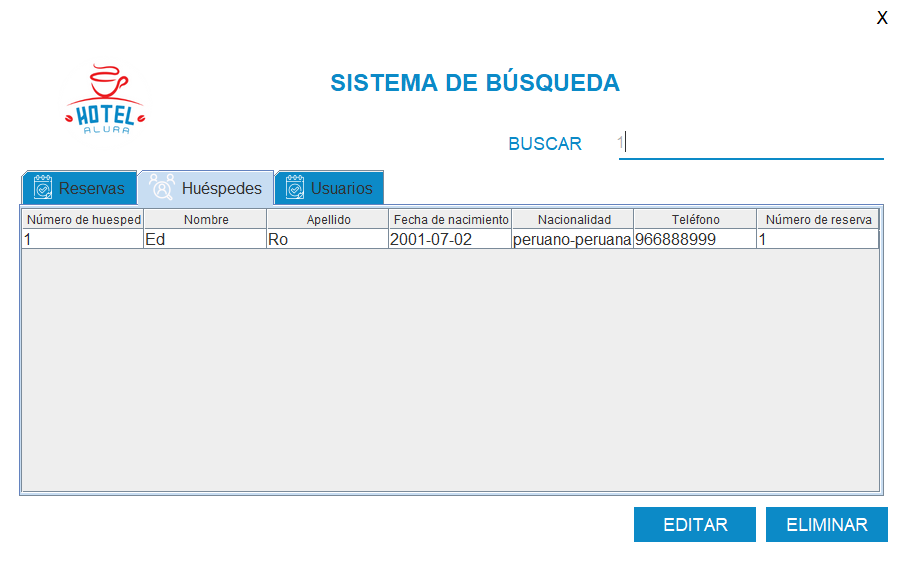 X
HOTEL
ALURA
SISTEMA DE BÚSQUEDA
BUSCAR 1
Reservas Huéspedes Usuarios
Número de huesped Nombre Apellido Fecha de nacimiento Nacionalidad Teléfono Número de reserva
1 Ed Ro 2001-07-02 peruano-peruana 966888999 1
EDITAR ELIMINAR